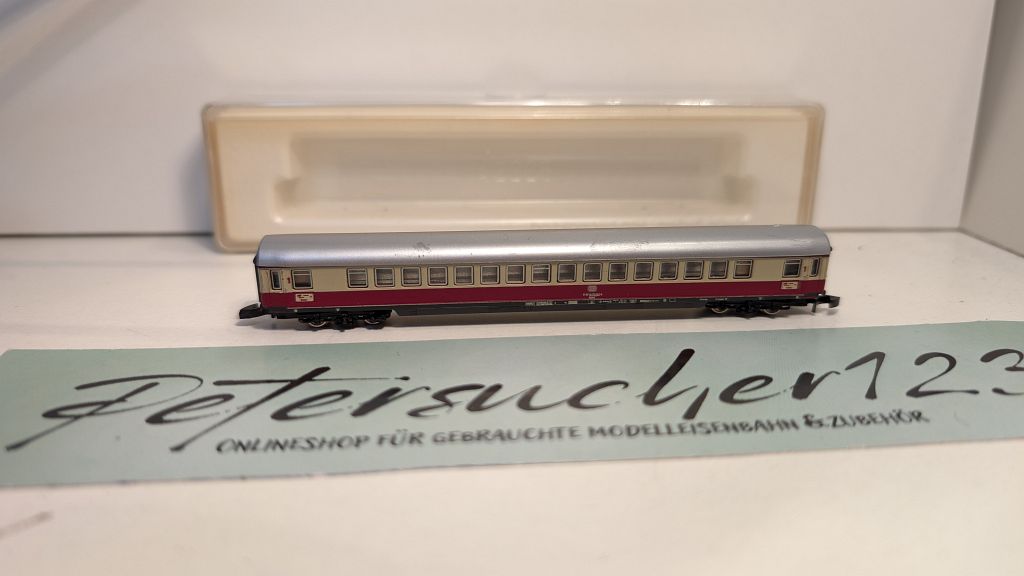 Petersucher123
ONLINESHOP FÜR GEBRAUCHTE MODELLEISENBAHN & ZUBEHÖR